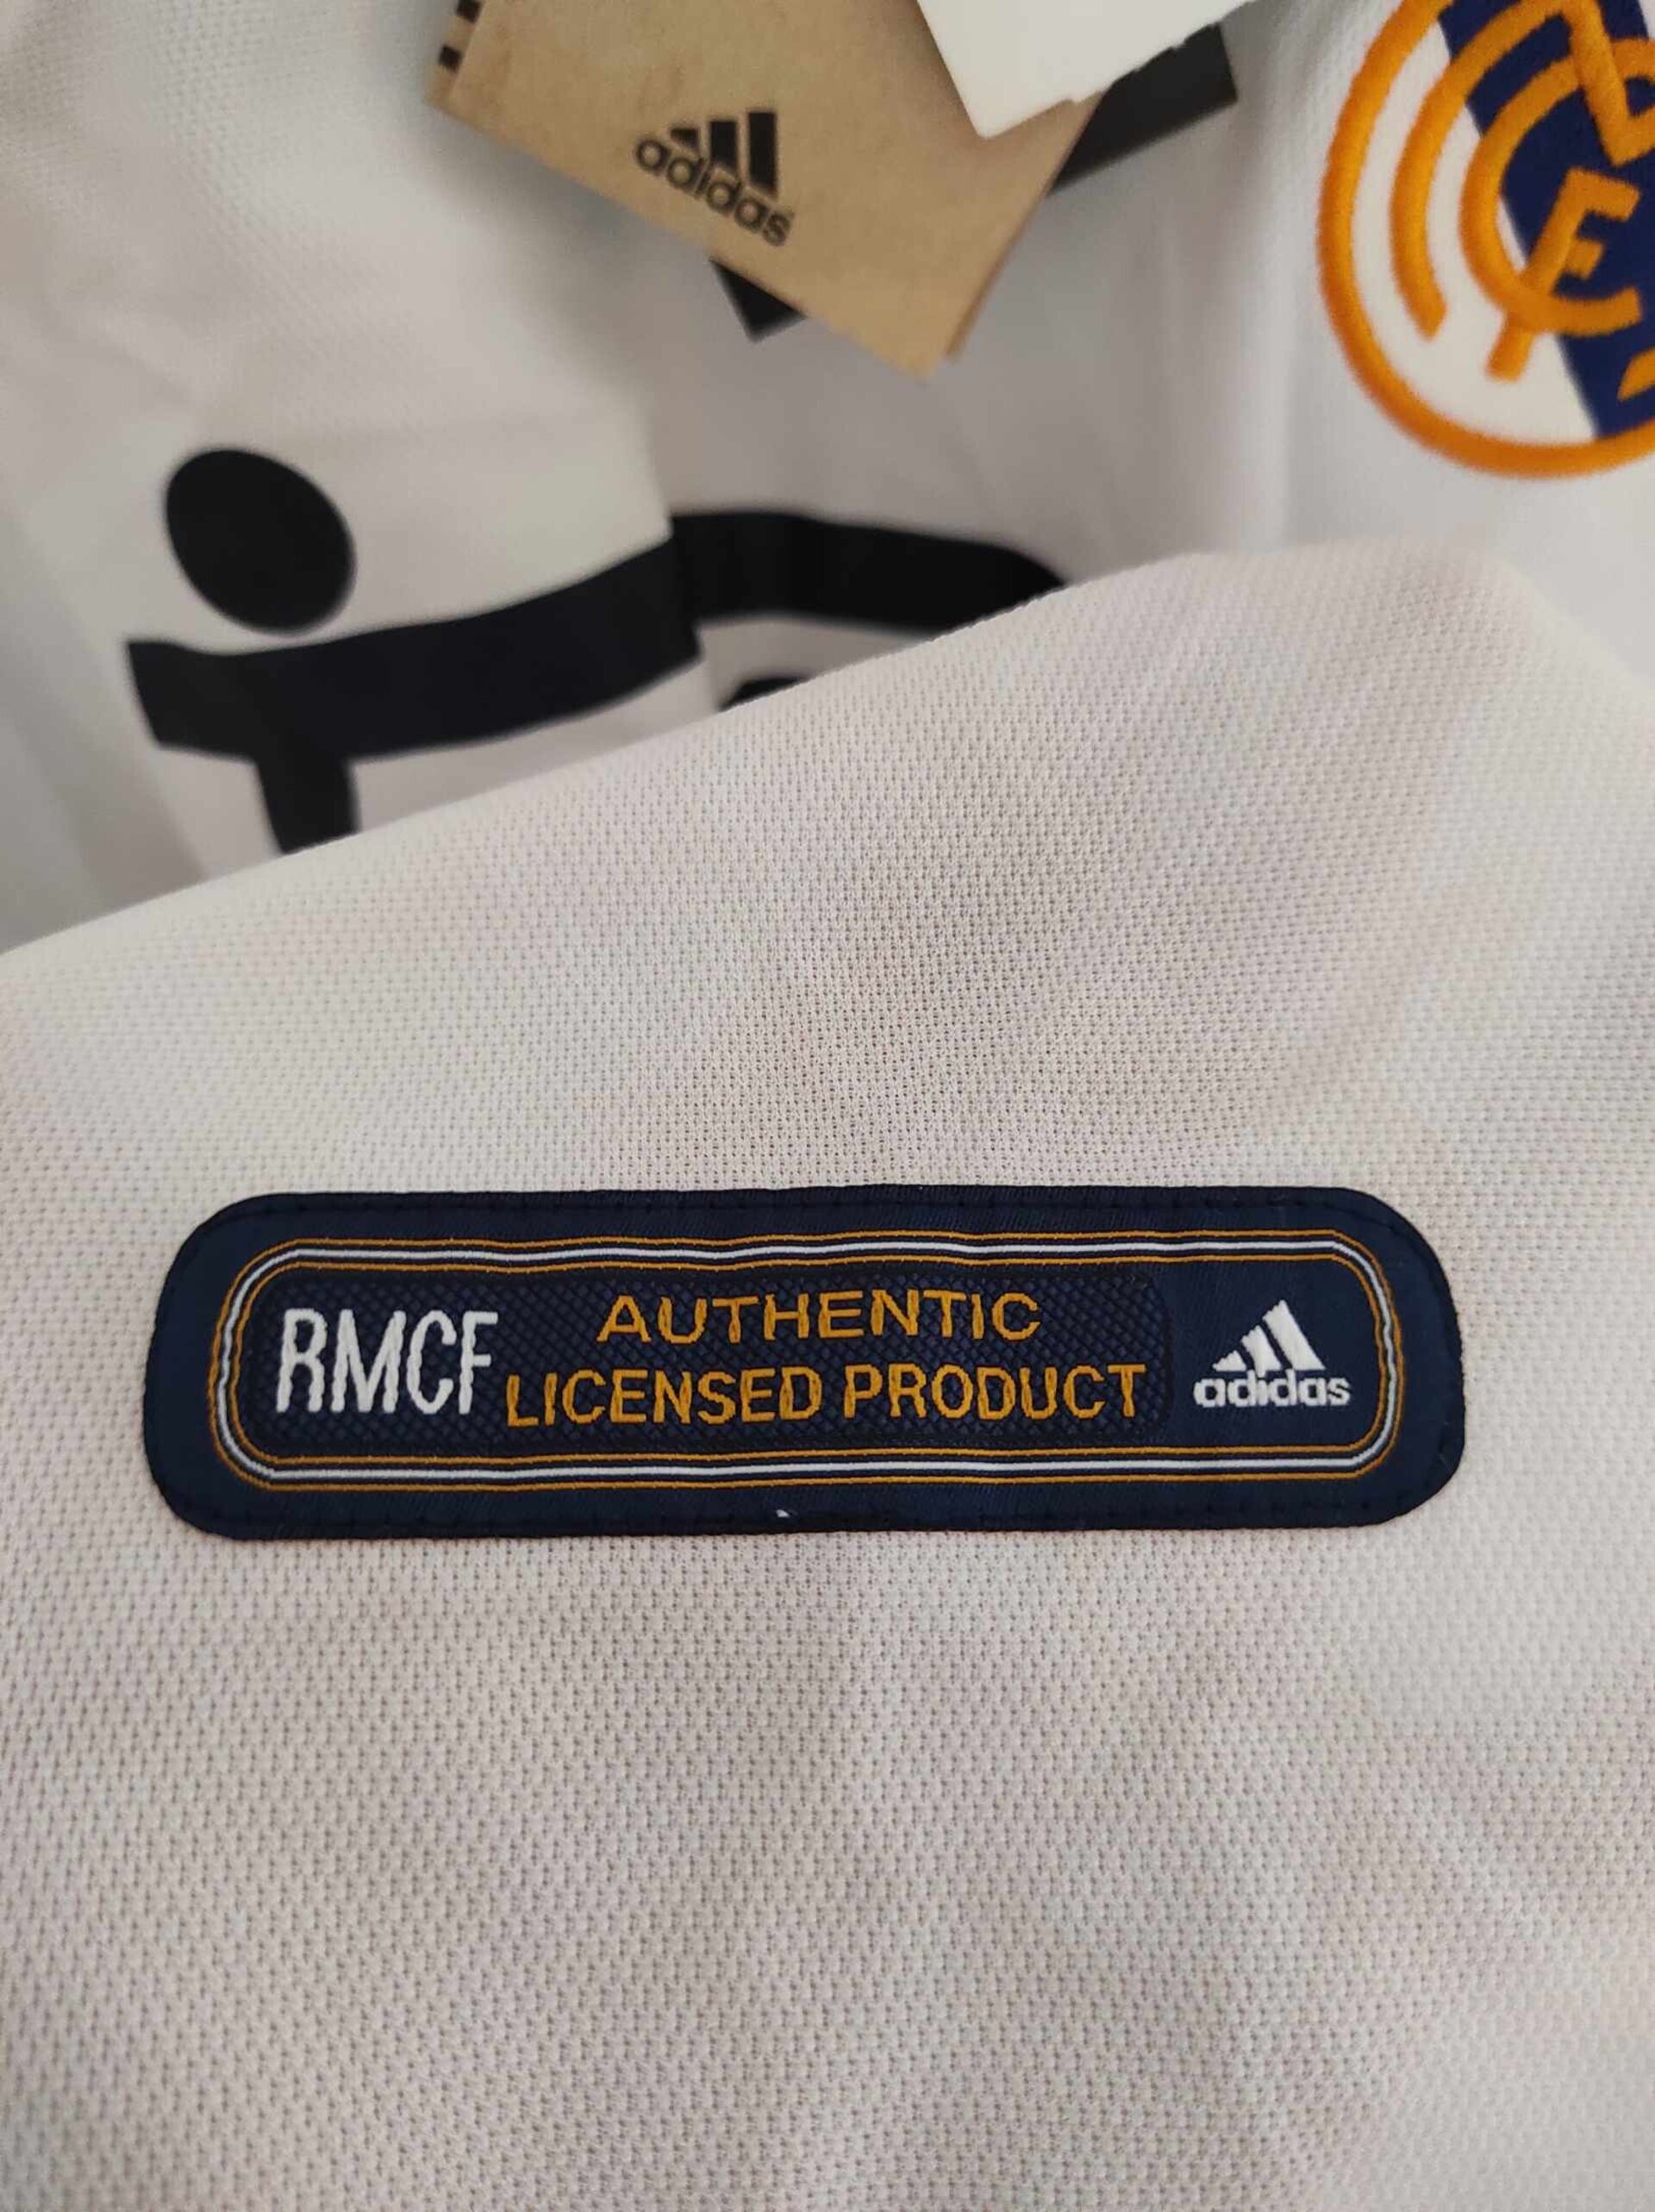 adidas
RMCF AUTHENTIC
LICENSED PRODUCT
adidas